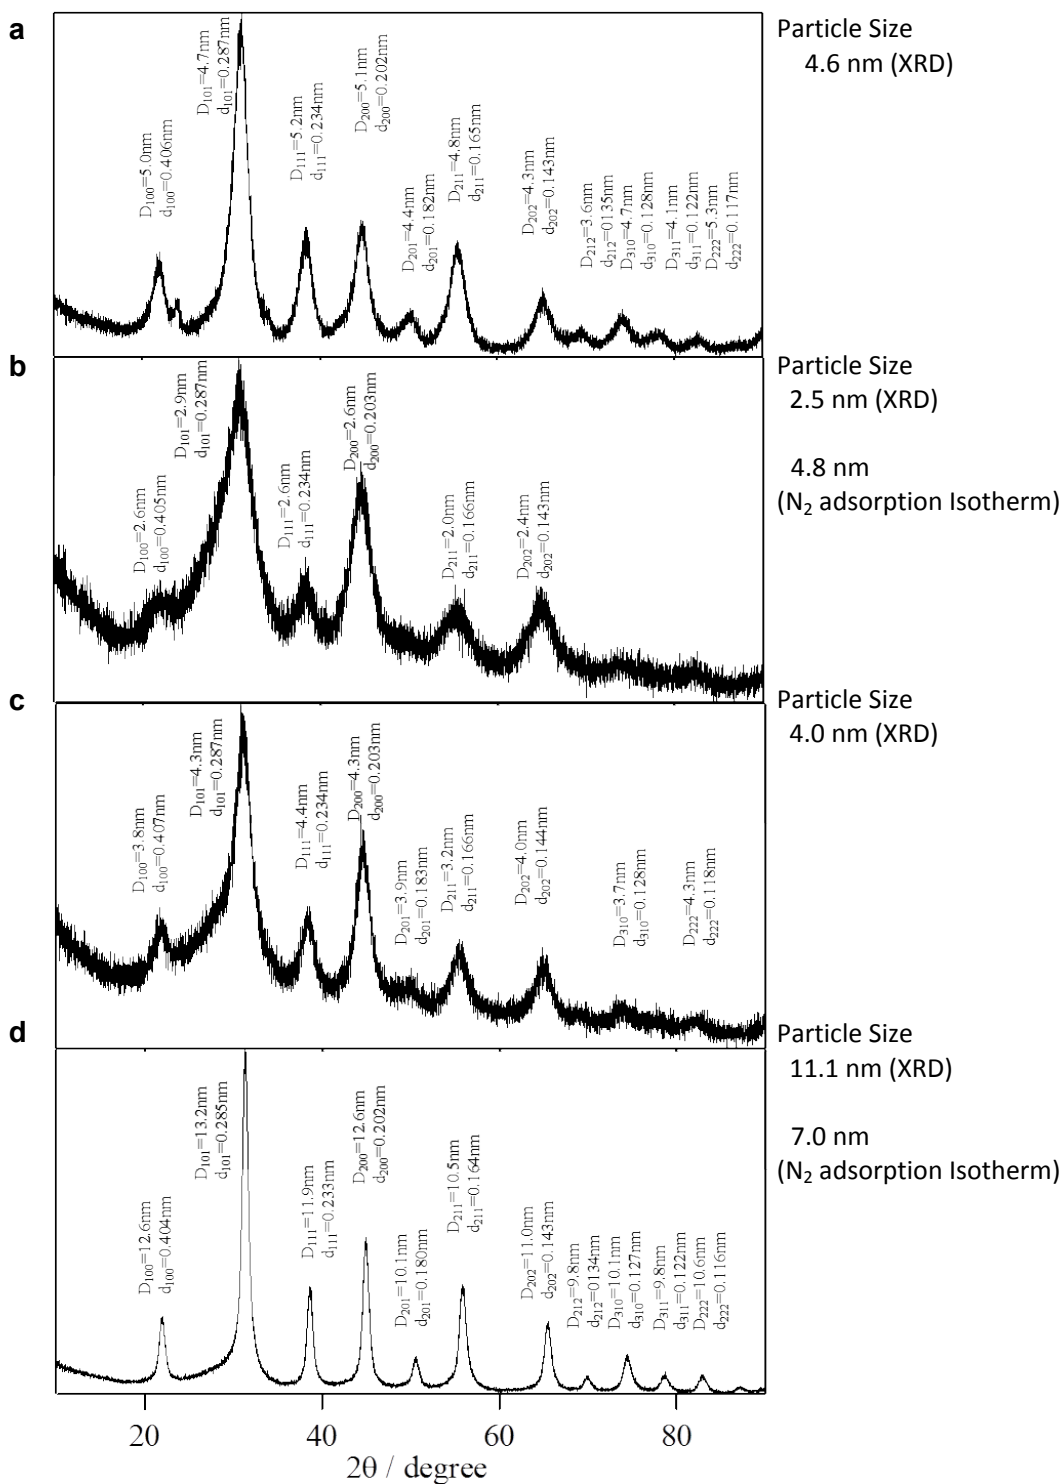 a
D₁₀₀=5.0nm
d₁₀₀=0.406nm
D₁₀₁=4.7nm
d₁₀₁=0.287nm
D₁₁₁=5.2nm
d₁₁₁=0.234nm
D₂₀₀=5.1nm
d₂₀₀=0.202nm
D₂₀₁=4.4nm
d₂₀₁=0.182nm
D₂₁₁=4.8nm
d₂₁₁=0.165nm
D₂₀₂=4.3nm
d₂₀₂=0.143nm
D₂₁₂=3.6nm
d₂₁₂=0135nm
D₃₁₀=4.7nm
d₃₁₀=0.128nm
D₃₁₁=4.1nm
d₃₁₁=0.122nm
D₂₂₂=5.3nm
d₂₂₂=0.117nm
Particle Size
4.6 nm (XRD)
b
D₁₀₀=2.6nm
d₁₀₀=0.405nm
D₁₀₁=2.9nm
d₁₀₁=0.287nm
D₁₁₁=2.6nm
d₁₁₁=0.234nm
D₂₀₀=2.6nm
d₂₀₀=0.203nm
D₂₁₁=2.0nm
d₂₁₁=0.166nm
D₂₀₂=2.4nm
d₂₀₂=0.143nm
Particle Size
2.5 nm (XRD)
4.8 nm
(N₂ adsorption Isotherm)
c
D₁₀₀=3.8nm
d₁₀₀=0.407nm
D₁₀₁=4.3nm
d₁₀₁=0.287nm
D₁₁₁=4.4nm
d₁₁₁=0.234nm
D₂₀₀=4.3nm
d₂₀₀=0.203nm
D₂₀₁=3.9nm
d₂₀₁=0.183nm
D₂₁₁=3.2nm
d₂₁₁=0.166nm
D₂₀₂=4.0nm
d₂₀₂=0.144nm
D₃₁₀=3.7nm
d₃₁₀=0.128nm
D₂₂₂=4.3nm
d₂₂₂=0.118nm
Particle Size
4.0 nm (XRD)
d
D₁₀₀=12.6nm
d₁₀₀=0.404nm
D₁₀₁=13.2nm
d₁₀₁=0.285nm
D₁₁₁=11.9nm
d₁₁₁=0.233nm
D₂₀₀=12.6nm
d₂₀₀=0.202nm
D₂₀₁=10.1nm
d₂₀₁=0.180nm
D₂₁₁=10.5nm
d₂₁₁=0.164nm
D₂₀₂=11.0nm
d₂₀₂=0.143nm
D₂₁₂=9.8nm
d₂₁₂=0134nm
D₃₁₀=10.1nm
d₃₁₀=0.127nm
D₃₁₁=9.8nm
d₃₁₁=0.122nm
D₂₂₂=10.6nm
d₂₂₂=0.116nm
Particle Size
11.1 nm (XRD)
7.0 nm
(N₂ adsorption Isotherm)
20 40 60 80
2θ / degree